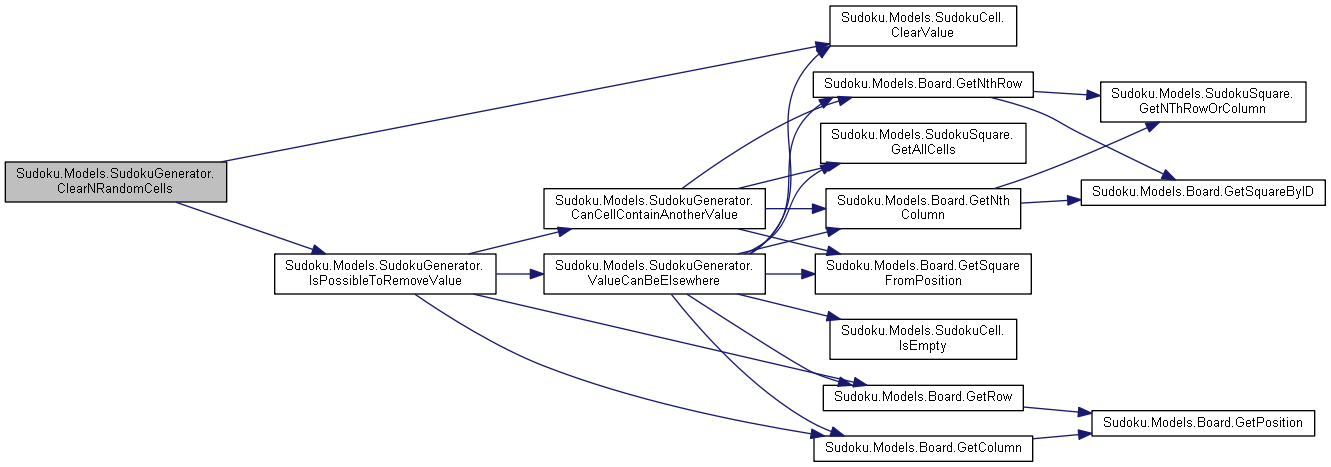 Sudoku.Models.SudokuGenerator.
ClearNRandomCells
Sudoku.Models.SudokuGenerator.
IsPossibleToRemoveValue
Sudoku.Models.SudokuGenerator.
CanCellContainAnotherValue
Sudoku.Models.SudokuGenerator.
ValueCanBeElsewhere
Sudoku.Models.SudokuCell.
ClearValue
Sudoku.Models.Board.GetNthRow
Sudoku.Models.SudokuSquare.
GetAllCells
Sudoku.Models.Board.GetNth
Column
Sudoku.Models.Board.GetSquare
FromPosition
Sudoku.Models.SudokuCell.
IsEmpty
Sudoku.Models.Board.GetRow
Sudoku.Models.Board.GetColumn
Sudoku.Models.SudokuSquare.
GetNThRowOrColumn
Sudoku.Models.Board.GetSquareByID
Sudoku.Models.Board.GetPosition